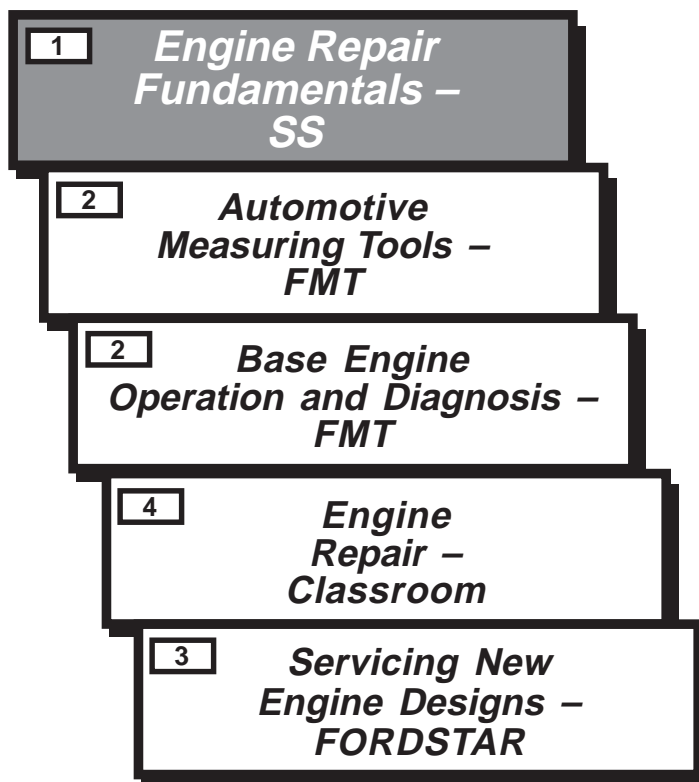 1
Engine Repair
Fundamentals –
SS
2
Automotive
Measuring Tools –
FMT
2
Base Engine
Operation and Diagnosis –
FMT
4
Engine
Repair –
Classroom
3
Servicing New
Engine Designs –
FORDSTAR